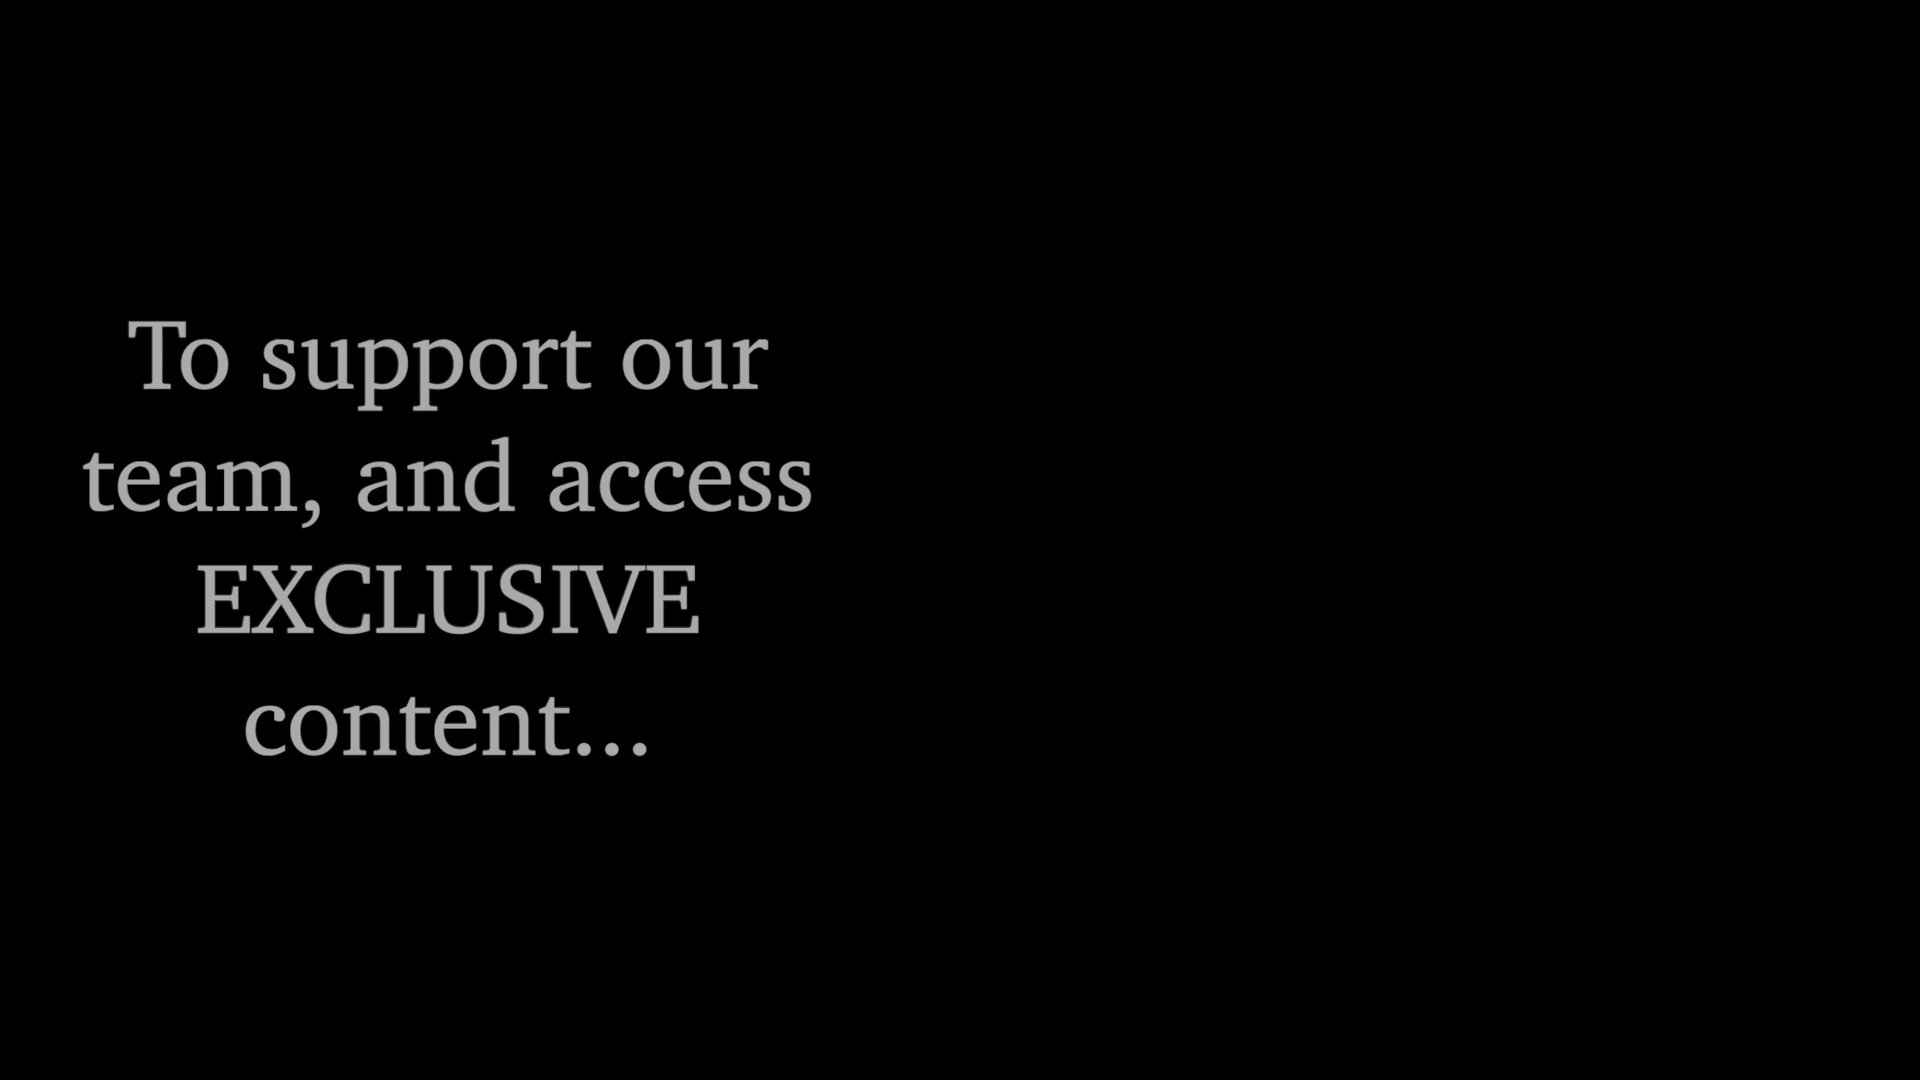 To support our
team, and access
EXCLUSIVE
content...